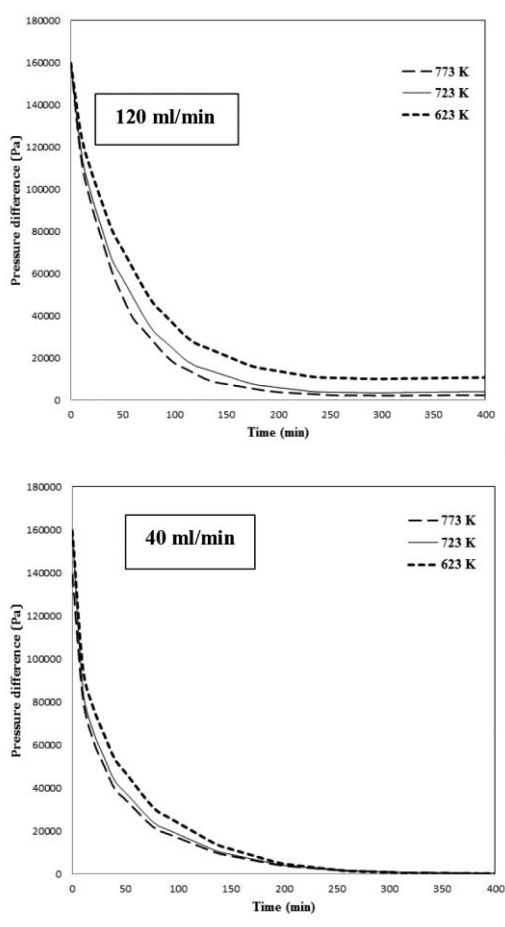 180000
160000
140000
120000
100000
80000
60000
40000
20000
0
Pressure difference (Pa)
120 ml/min
773 K
723 K
623 K
0 50 100 150 200 250 300 350 400
Time (min)
180000
160000
140000
120000
100000
80000
60000
40000
20000
0
Pressure difference (Pa)
40 ml/min
773 K
723 K
623 K
0 50 100 150 200 250 300 350 400
Time (min)